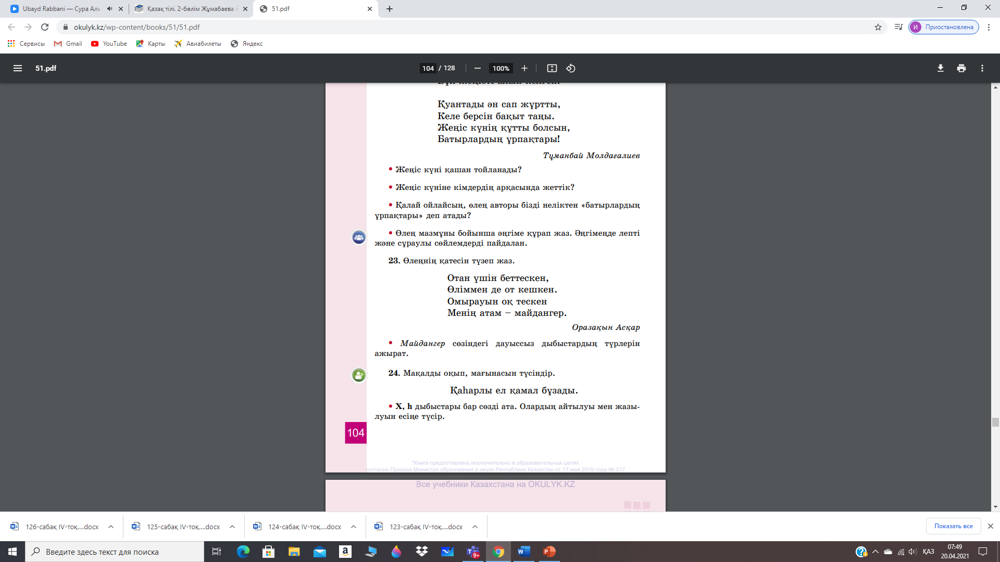 Ubayd Rabbani — Сура Аль
Қазақ тілі. 2-бөлім Жұмабаева
51.pdf
okulyk.kz/wp-content/books/51/51.pdf
Приостановлена
И
Сервисы
Gmail
YouTube
Карты
Авиабилеты
Яндекс
51.pdf
104 / 128
100%
Қуантады ән сап жұртты,
Келе берсін бақыт таңы.
Жеңіс күнің құтты болсын,
Батырлардың ұрпақтары!
Тұманбай Молдағалиев
• Жеңіс күні қашан тойланады?
• Жеңіс күніне кімдердің арқасында жеттік?
• Қалай ойлайсың, өлең авторы бізді неліктен «батырлардың
ұрпақтары» деп атады?
• Өлең мазмұны бойынша әңгіме құрап жаз. Әңгімеңде лепті
және сұраулы сөйлемдерді пайдалан.
23. Өлеңнің қатесін түзеп жаз.
Отан үшін беттескен,
Өліммен де от кешкен.
Омырауын оқ тескен
Менің атам – майдангер.
Оразақын Асқар
• Майдангер сөзіндегі дауыссыз дыбыстардың түрлерін
ажырат.
24. Мақалды оқып, мағынасын түсіндір.
Қаһарлы ел қамал бұзады.
• Х, һ дыбыстары бар сөзді ата. Олардың айтылуы мен жазы-
луын есіңе түсір.
104
*Книга предоставлена исключительно в образовательных целях
согласно Приказа Министра образования и науки Республики Казахстан от 17 мая 2019 года № 217
Все учебники Казахстана на OKULYK.KZ
126-сабақ IV-тоқ....docx
125-сабақ IV-тоқ....docx
124-сабақ IV-тоқ....docx
123-сабақ IV-тоқ....docx
Показать все
Введите здесь текст для поиска
9+
ҚАЗ
07:49
20.04.2021